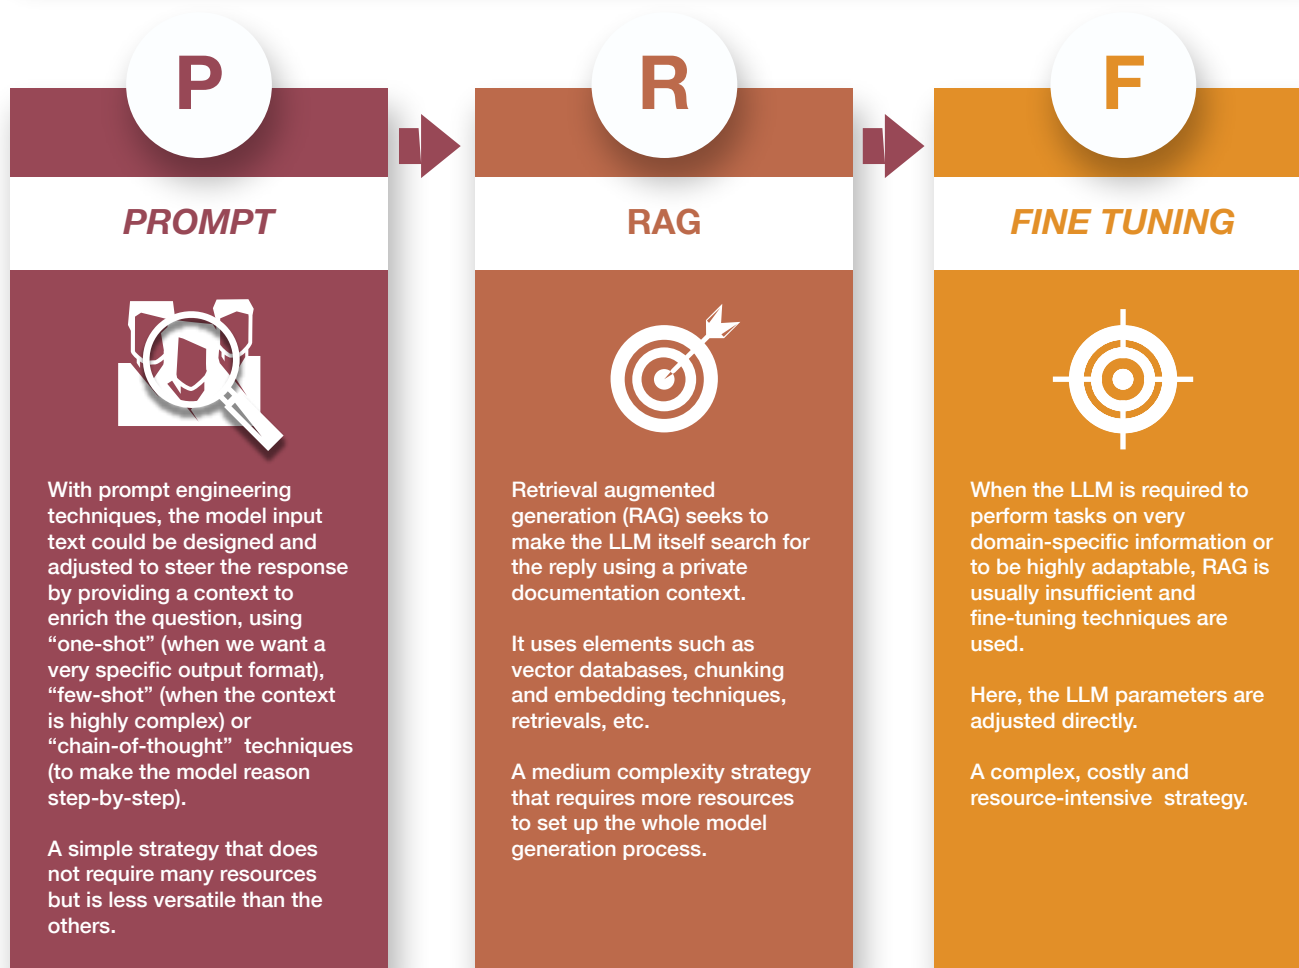 P
PROMPT
With prompt engineering
techniques, the model input
text could be designed and
adjusted to steer the response
by providing a context to
enrich the question, using
“one-shot” (when we want a
very specific output format),
“few-shot” (when the context
is highly complex) or
“chain-of-thought”  techniques
(to make the model reason
step-by-step).
A simple strategy that does
not require many resources
but is less versatile than the
others.
R
RAG
Retrieval augmented
generation (RAG) seeks to
make the LLM itself search for
the reply using a private
documentation context.
It uses elements such as
vector databases, chunking
and embedding techniques,
retrievals, etc.
A medium complexity strategy
that requires more resources
to set up the whole model
generation process.
F
FINE TUNING
When the LLM is required to
perform tasks on very
domain-specific information or
to be highly adaptable, RAG is
usually insufficient and
fine-tuning techniques are
used.
Here, the LLM parameters are
adjusted directly.
A complex, costly and
resource-intensive  strategy.